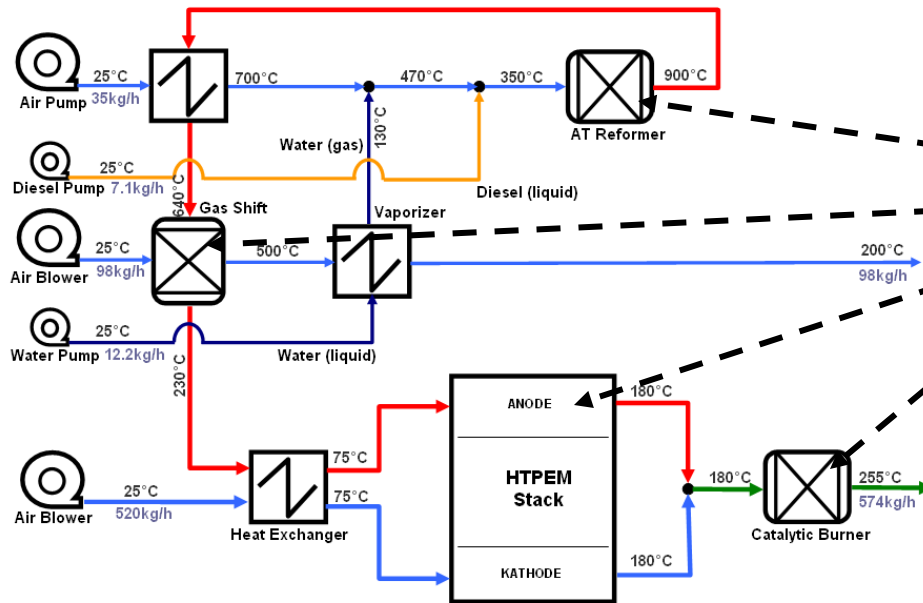 25°C
700°C
470°C
350°C
900°C
Air Pump
35kg/h
130°C
AT Reformer
Water (gas)
25°C
Diesel Pump
7.1kg/h
640°C
Diesel (liquid)
Gas Shift
Vaporizer
25°C
500°C
200°C
Air Blower
98kg/h
98kg/h
25°C
Water Pump
12.2kg/h
Water (liquid)
230°C
ANODE
180°C
75°C
HTPEM
Stack
180°C
255°C
25°C
75°C
Air Blower
520kg/h
574kg/h
Heat Exchanger
Catalytic Burner
KATHODE
180°C